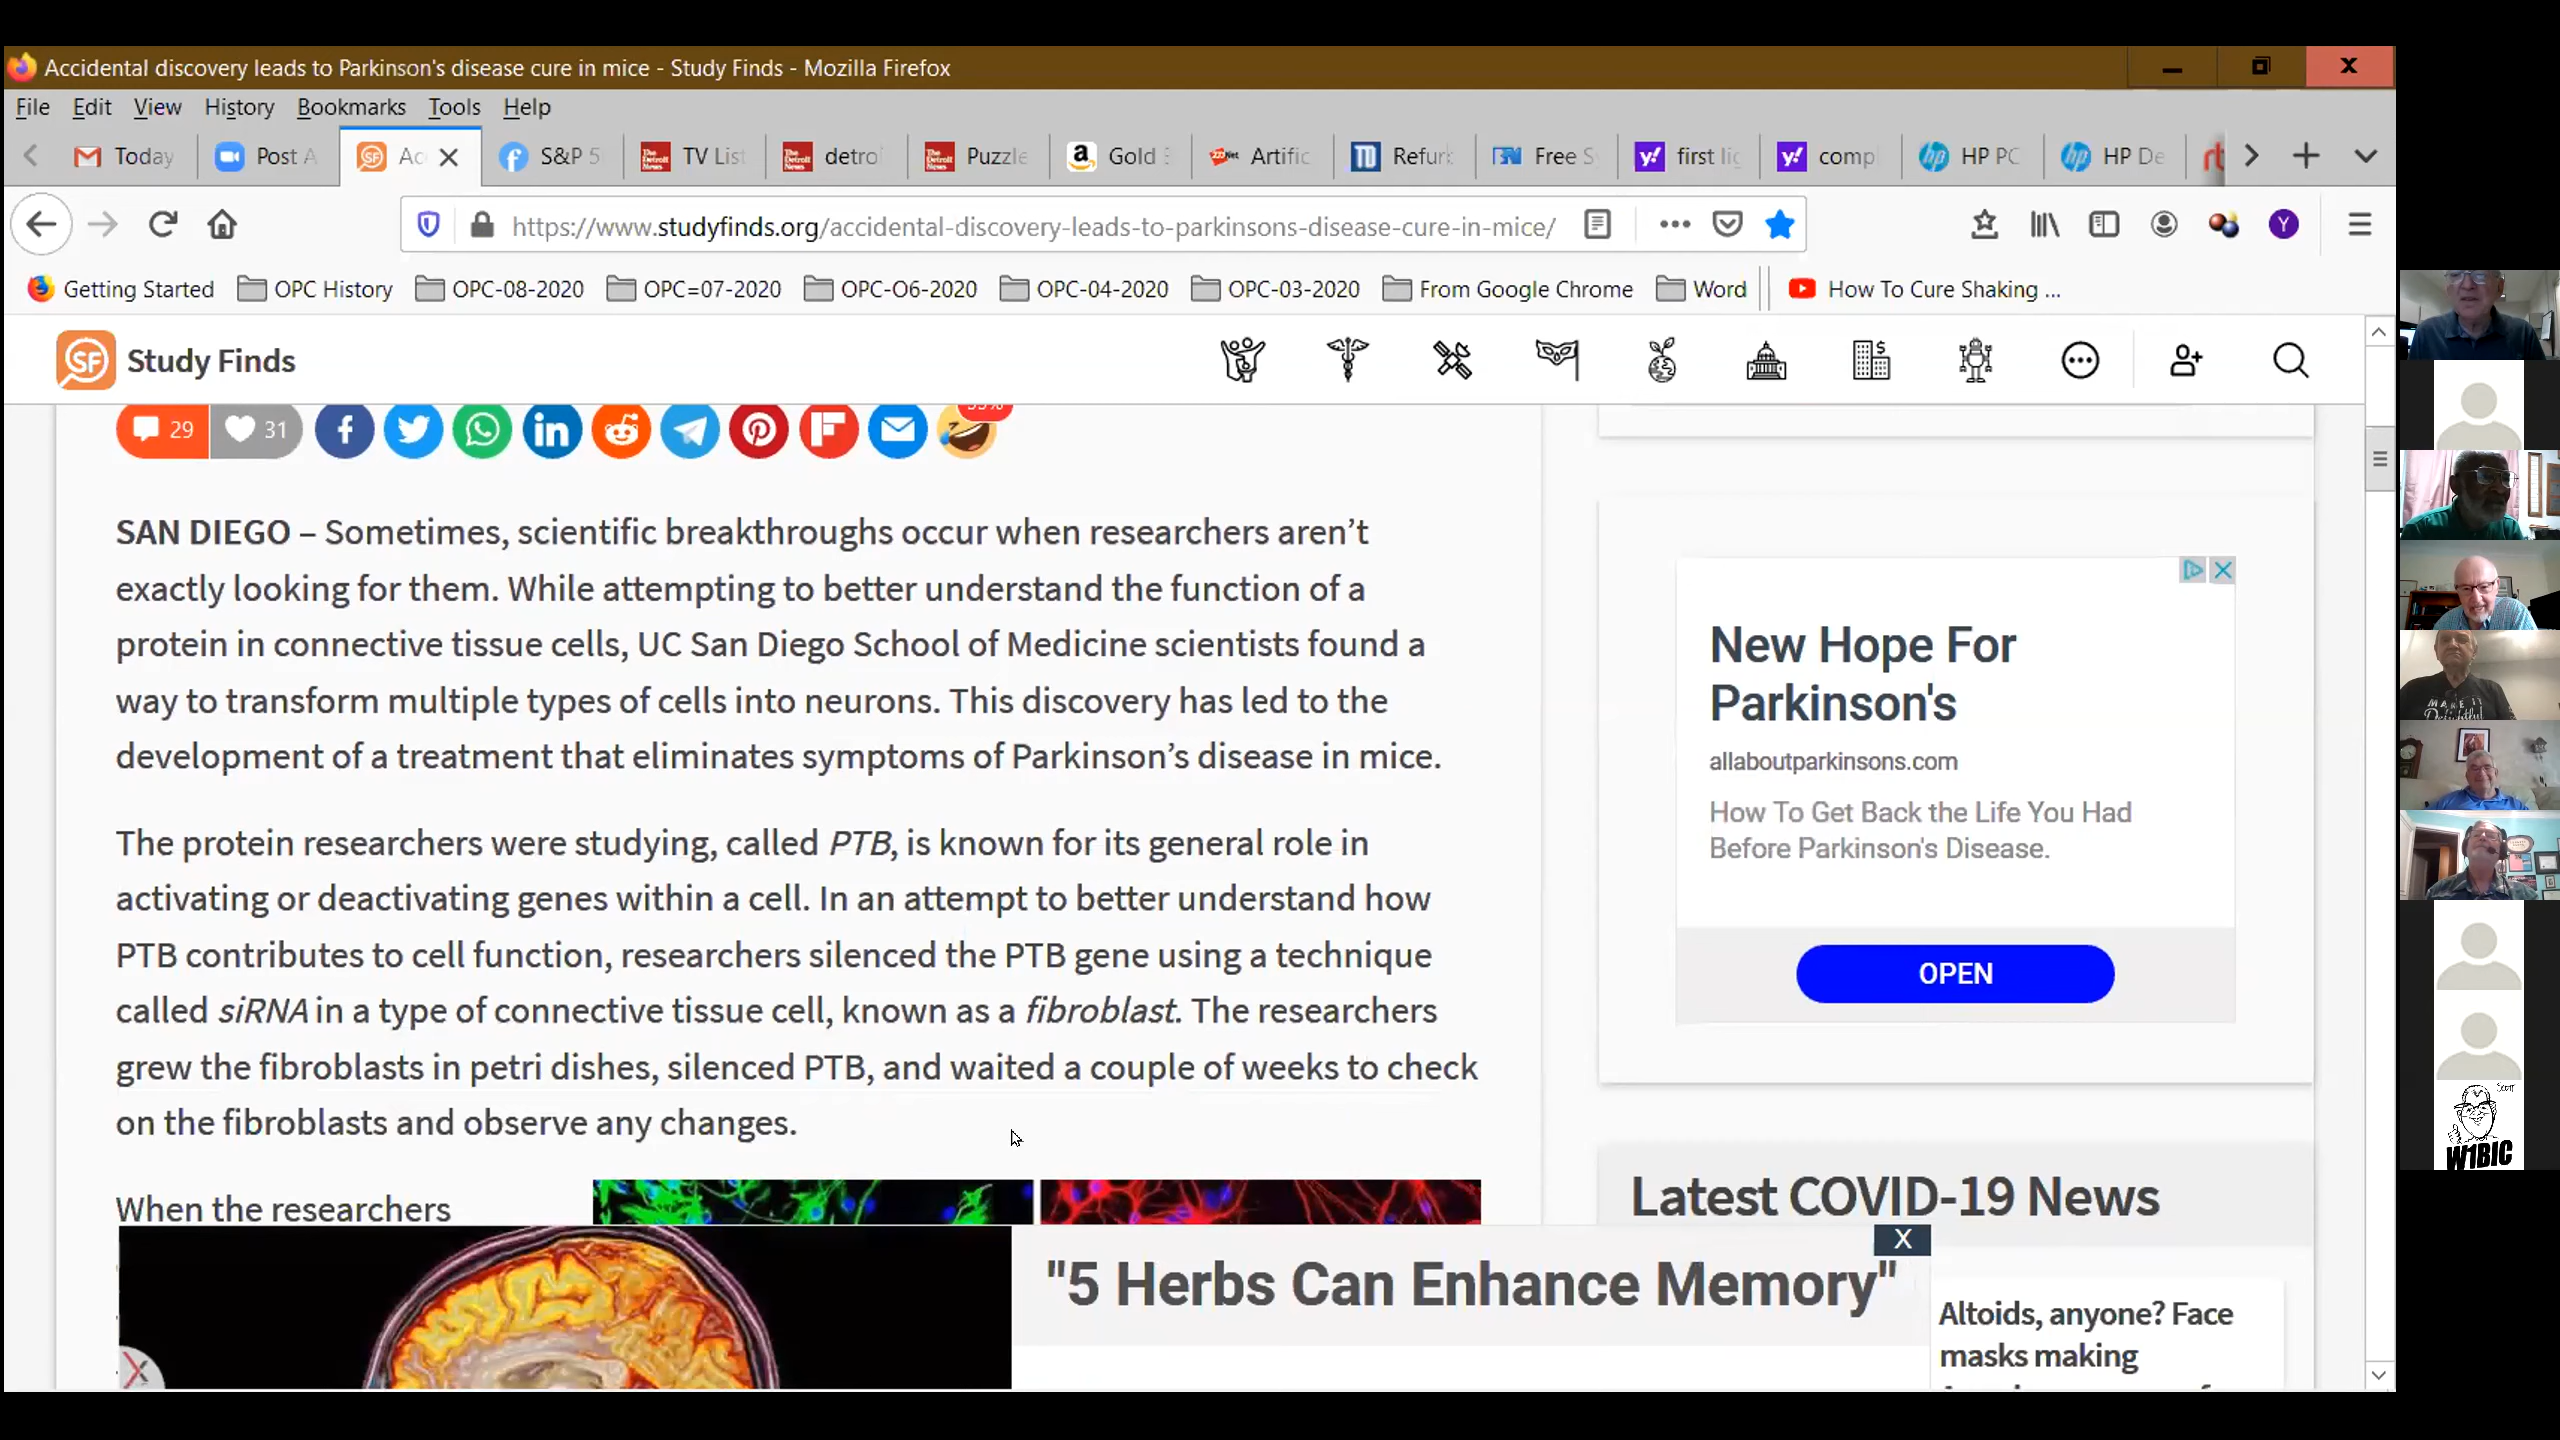 Accidental discovery leads to Parkinson's disease cure in mice - Study Finds - Mozilla Firefox
File Edit View History Bookmarks Tools Help
Today Post A Ac S&P 5 TV List detro Puzzle Gold Artific Refurk Free S first lig comp HP PC HP De
https://www.studyfinds.org/accidental-discovery-leads-to-parkinsons-disease-cure-in-mice/
Getting Started OPC History OPC-08-2020 OPC=07-2020 OPC-O6-2020 OPC-04-2020 OPC-03-2020 From Google Chrome Word How To Cure Shaking ...
SF Study Finds
29 31
SAN DIEGO – Sometimes, scientific breakthroughs occur when researchers aren’t
exactly looking for them. While attempting to better understand the function of a
protein in connective tissue cells, UC San Diego School of Medicine scientists found a
way to transform multiple types of cells into neurons. This discovery has led to the
development of a treatment that eliminates symptoms of Parkinson’s disease in mice.
The protein researchers were studying, called PTB, is known for its general role in
activating or deactivating genes within a cell. In an attempt to better understand how
PTB contributes to cell function, researchers silenced the PTB gene using a technique
called siRNA in a type of connective tissue cell, known as a fibroblast. The researchers
grew the fibroblasts in petri dishes, silenced PTB, and waited a couple of weeks to check
on the fibroblasts and observe any changes.
When the researchers
New Hope For
Parkinson's
allaboutparkinsons.com
How To Get Back the Life You Had
Before Parkinson's Disease.
OPEN
Latest COVID-19 News
X
"5 Herbs Can Enhance Memory"
Altoids, anyone? Face
masks making
MAKE IT
Scott
W1BIC